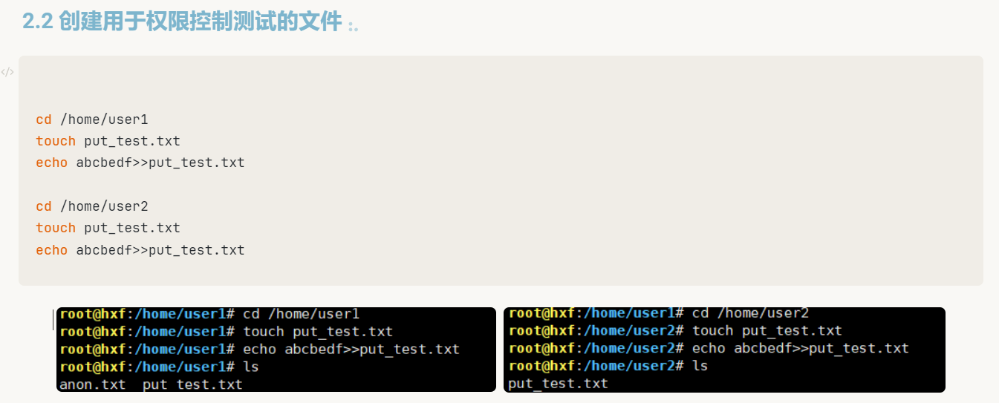 2.2 创建用于权限控制测试的文件
cd /home/user1
touch put_test.txt
echo abcbedf>>put_test.txt
cd /home/user2
touch put_test.txt
echo abcbedf>>put_test.txt
root@hxf:/home/user1# cd /home/user1
root@hxf:/home/user1# touch put_test.txt
root@hxf:/home/user1# echo abcbedf>>put_test.txt
root@hxf:/home/user1# ls
anon.txt  put_test.txt
root@hxf:/home/user1# cd /home/user2
root@hxf:/home/user2# touch put_test.txt
root@hxf:/home/user2# echo abcbedf>>put_test.txt
root@hxf:/home/user2# ls
put_test.txt